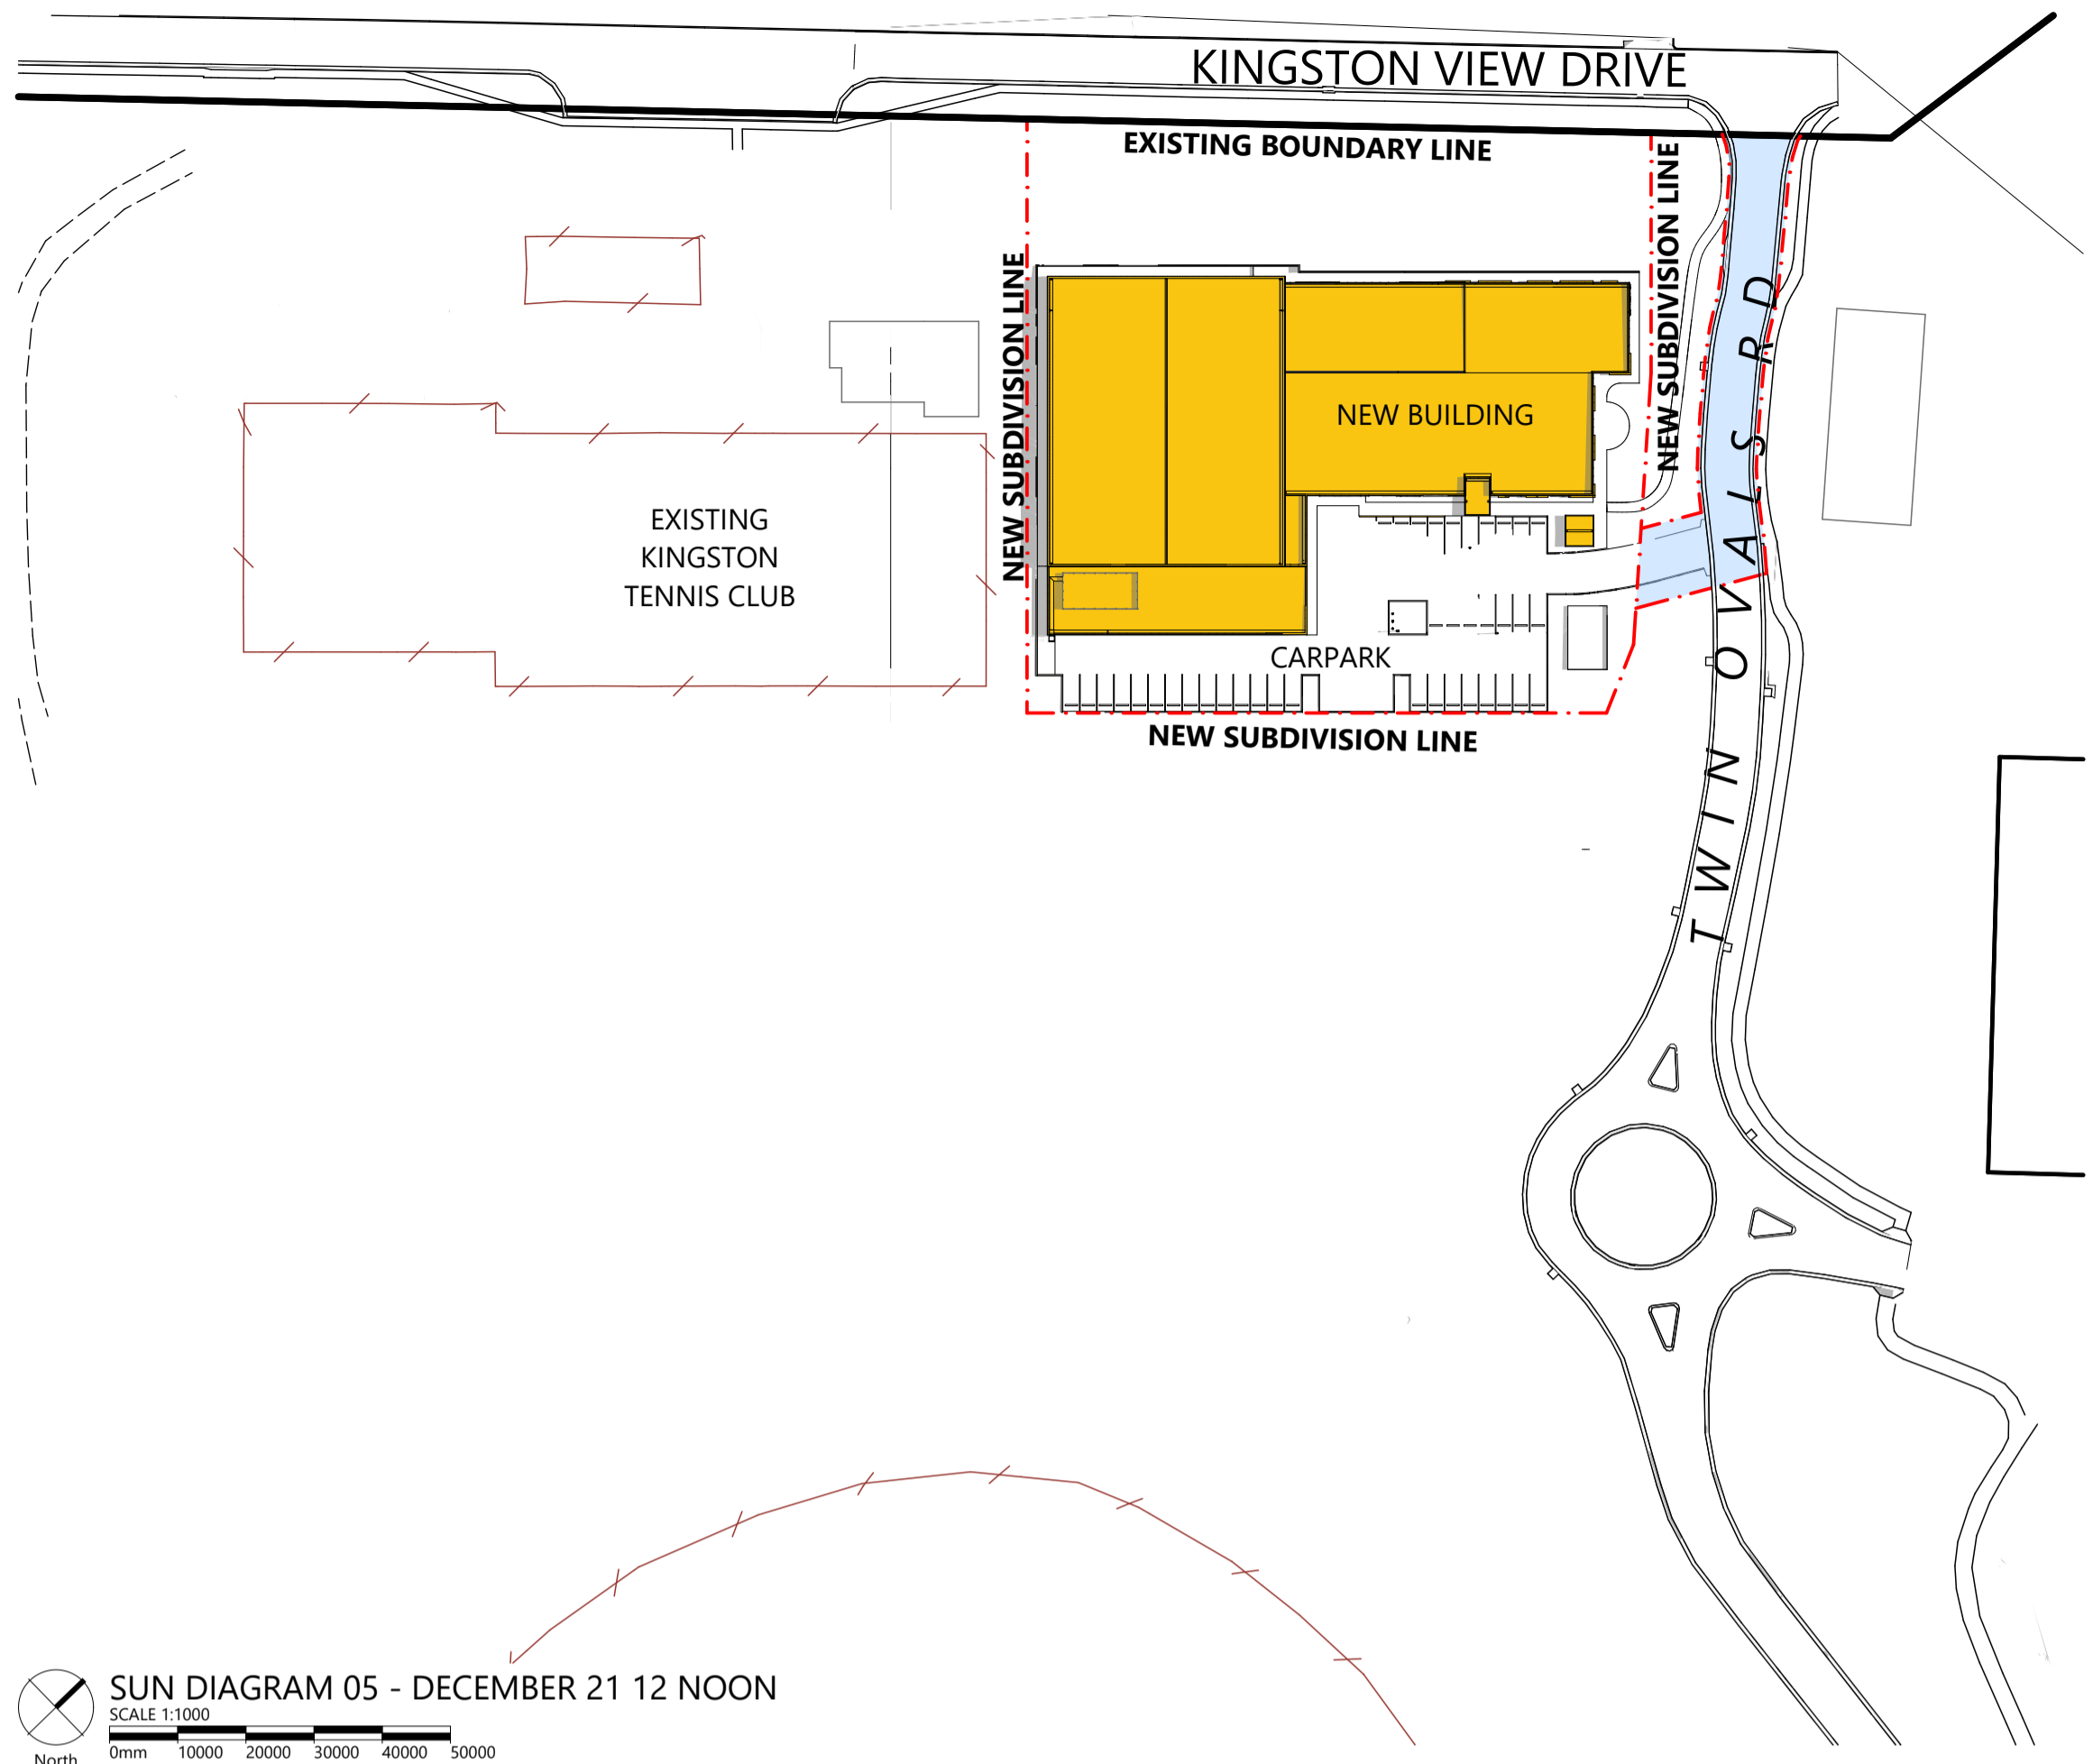 KINGSTON VIEW DRIVE
EXISTING BOUNDARY LINE
NEW SUBDIVISION LINE
NEW SUBDIVISION LINE
TWIN OVALS RD
NEW BUILDING
EXISTING
KINGSTON
TENNIS CLUB
CARPARK
NEW SUBDIVISION LINE
SUN DIAGRAM 05 - DECEMBER 21 12 NOON
SCALE 1:1000
0mm 10000 20000 30000 40000 50000
North